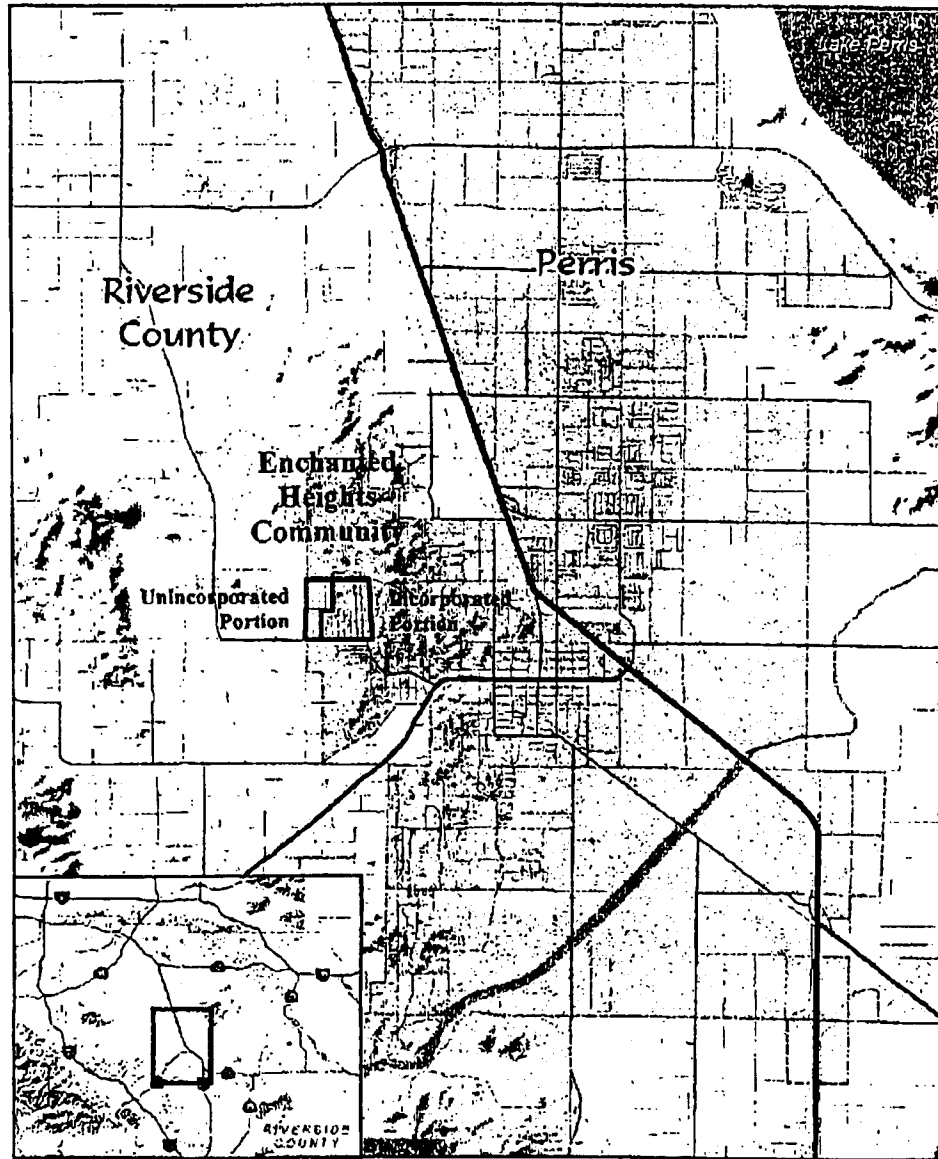 Lake Perris
Perris
Riverside
County
Enchanted
Heights
Community
Unincorporated
Portion
Incorporated
Portion
RIVERSIDE
COUNTY